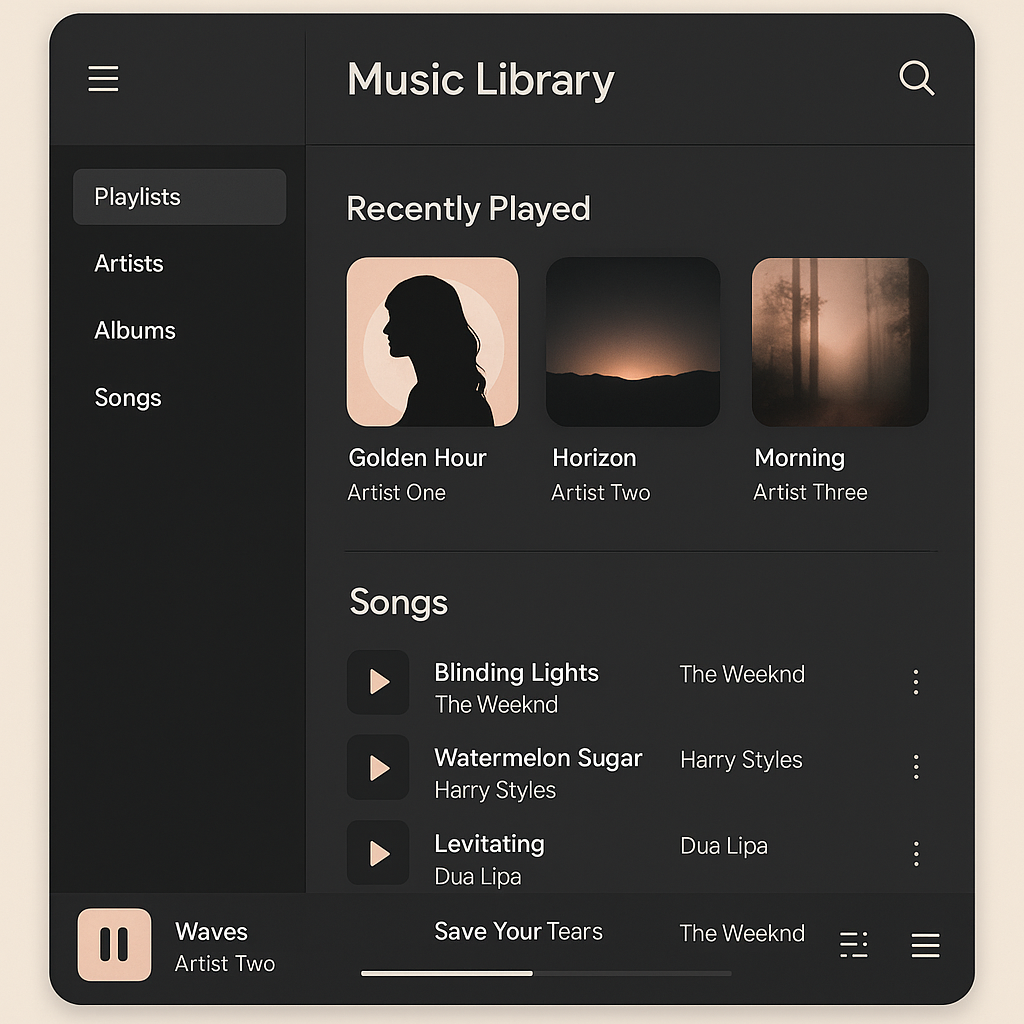 Music Library
Playlists
Artists
Albums
Songs
Recently Played
Golden Hour
Artist One
Horizon
Artist Two
Morning
Artist Three
Songs
Blinding Lights
The Weeknd
The Weeknd
Watermelon Sugar
Harry Styles
Harry Styles
Levitating
Dua Lipa
Dua Lipa
Waves
Artist Two
Save Your Tears
The Weeknd